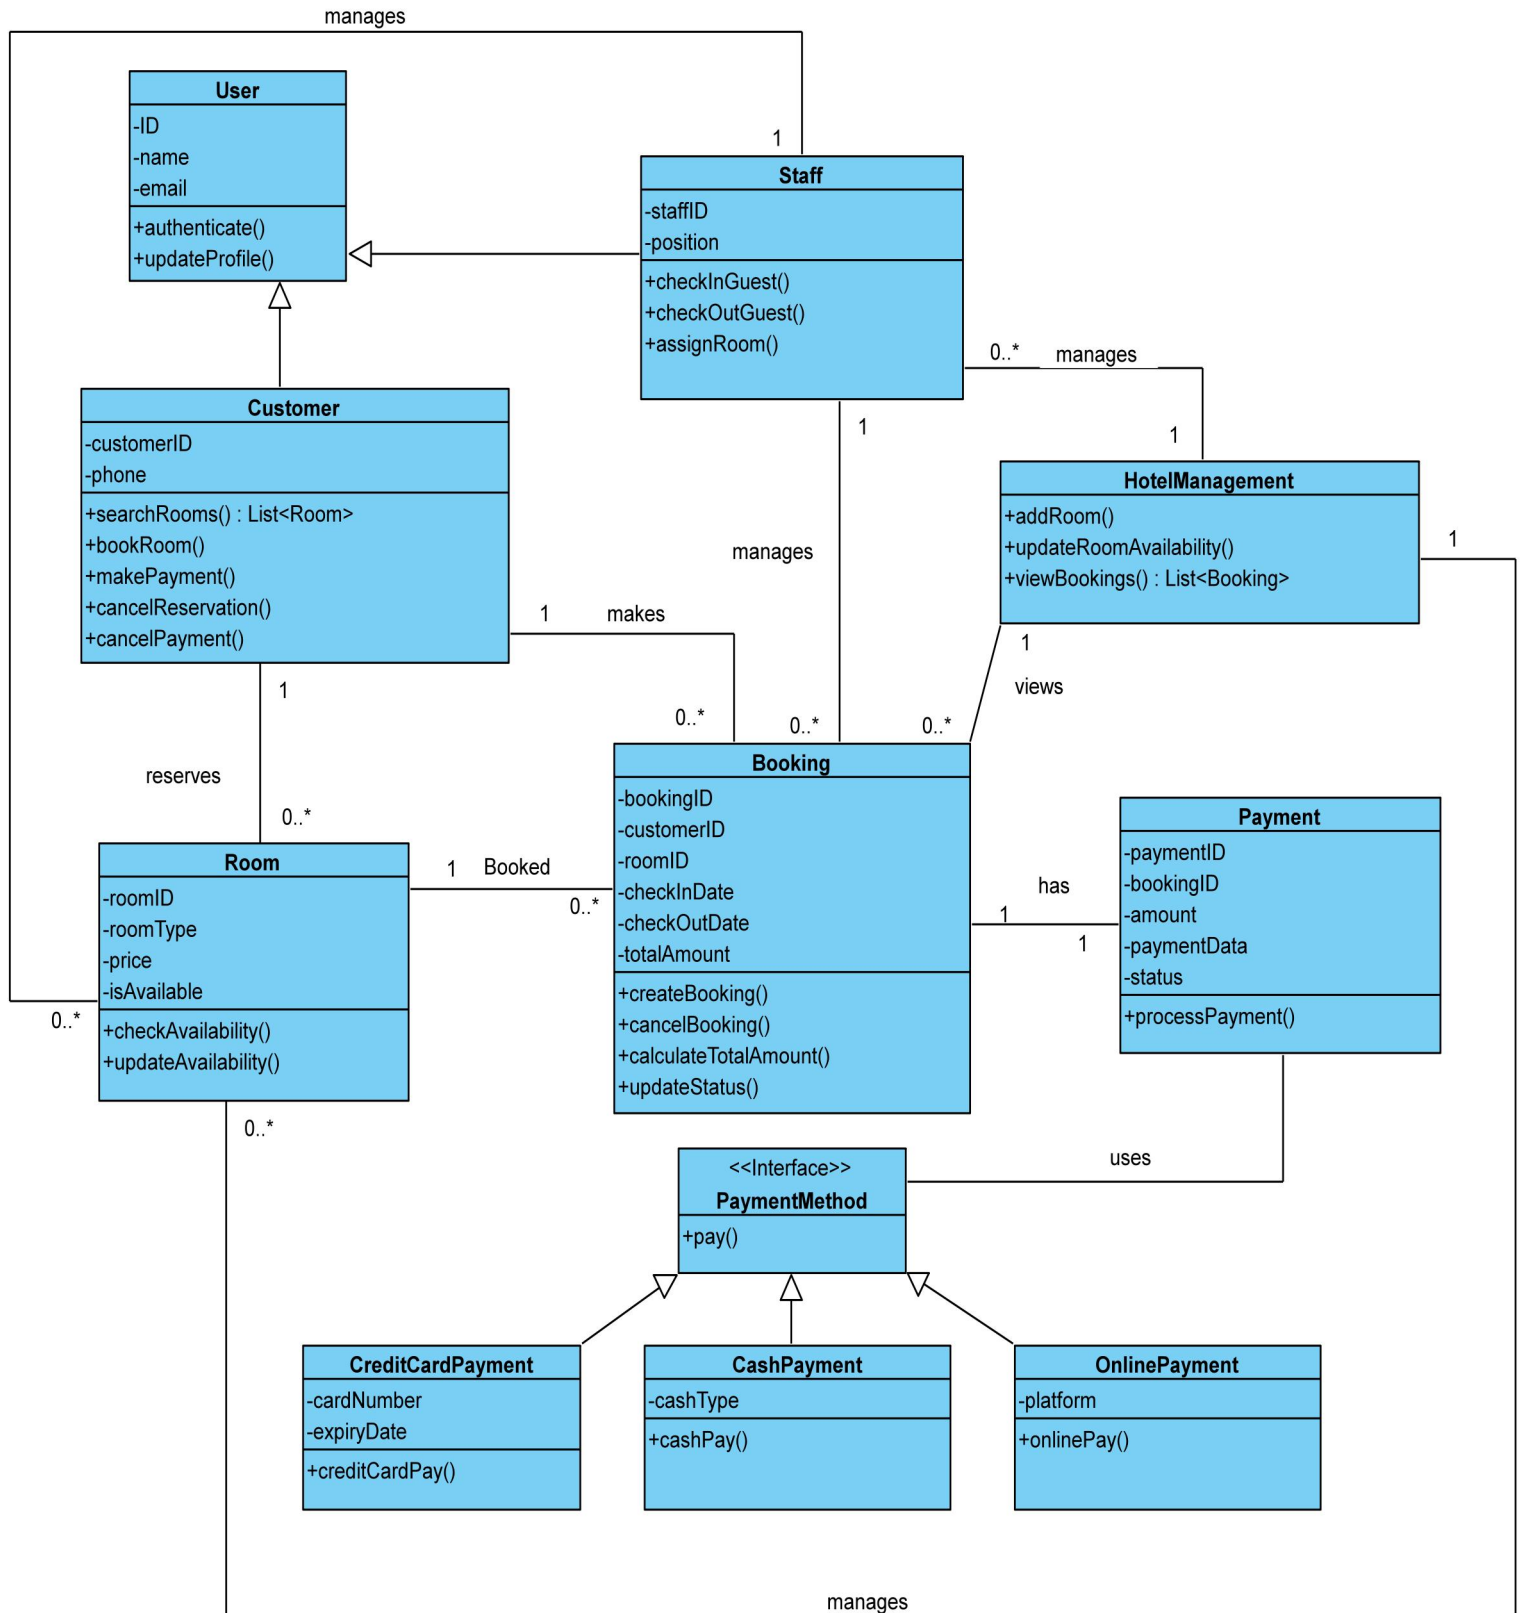 manages
User
-ID
-name
-email
+authenticate()
+updateProfile()
1
Staff
-staffID
-position
+checkInGuest()
+checkOutGuest()
+assignRoom()
0..*
manages
1
1
Customer
-customerID
-phone
+searchRooms() : List<Room>
+bookRoom()
+makePayment()
+cancelReservation()
+cancelPayment()
HotelManagement
+addRoom()
+updateRoomAvailability()
+viewBookings() : List<Booking>
1
manages
1
makes
1
views
1
reserves
0..*
0..*
0..*
0..*
Booking
-bookingID
-customerID
-roomID
-checkInDate
-checkOutDate
-totalAmount
+createBooking()
+cancelBooking()
+calculateTotalAmount()
+updateStatus()
Room
-roomID
-roomType
-price
-isAvailable
+checkAvailability()
+updateAvailability()
1
Booked
0..*
0..*
0..*
has
1
1
Payment
-paymentID
-bookingID
-amount
-paymentData
-status
+processPayment()
uses
<<Interface>>
PaymentMethod
+pay()
CreditCardPayment
-cardNumber
-expiryDate
+creditCardPay()
CashPayment
-cashType
+cashPay()
OnlinePayment
-platform
+onlinePay()
manages